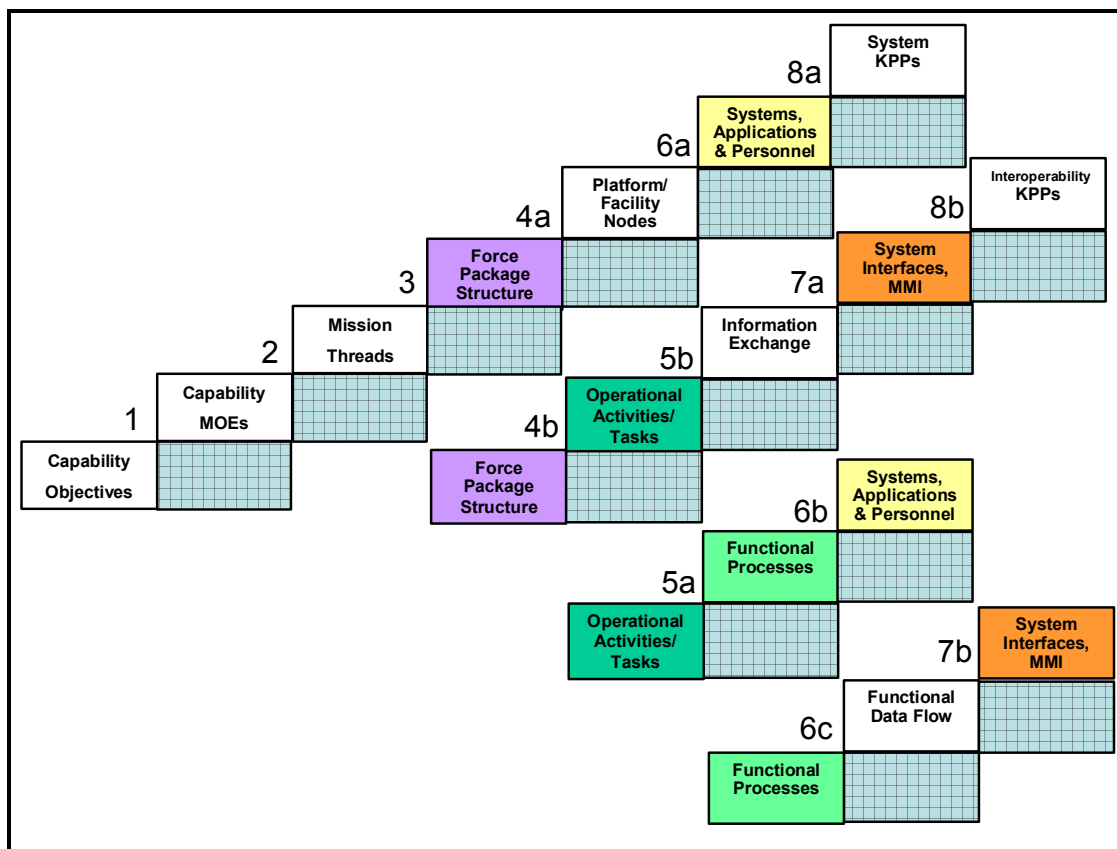 System
KPPs
8a
Systems,
Applications
& Personnel
6a
Interoperability
KPPs
8b
Platform/
Facility
Nodes
4a
System
Interfaces,
MMI
7a
Force
Package
Structure
3
Information
Exchange
5b
Mission
Threads
2
Operational
Activities/
Tasks
4b
Capability
MOEs
1
Capability
Objectives
Force
Package
Structure
Systems,
Applications
& Personnel
6b
Functional
Processes
5a
Operational
Activities/
Tasks
System
Interfaces,
MMI
7b
Functional
Data Flow
6c
Functional
Processes